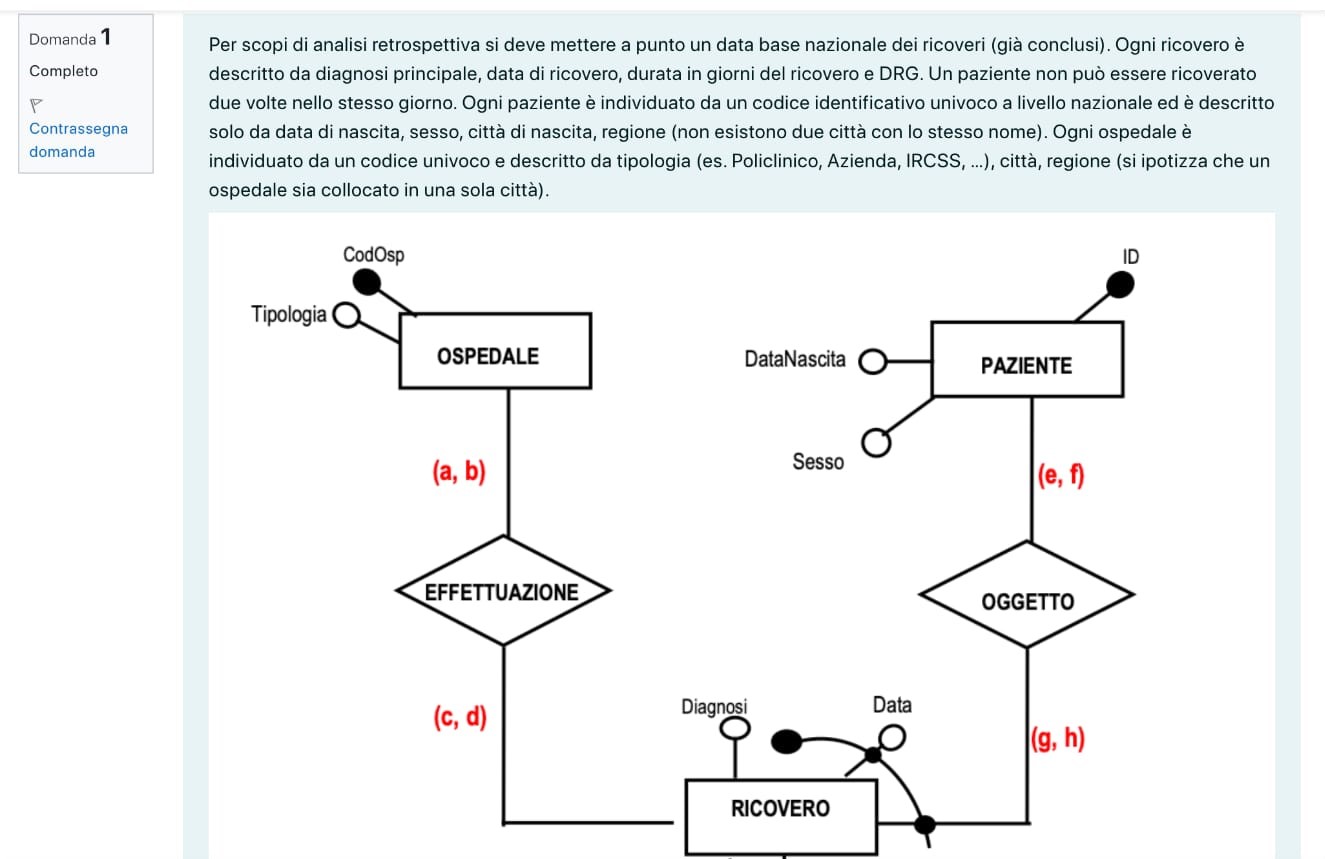 Domanda 1
Completo
Contrassegna
domanda
Per scopi di analisi retrospettiva si deve mettere a punto un data base nazionale dei ricoveri (già conclusi). Ogni ricovero è
descritto da diagnosi principale, data di ricovero, durata in giorni del ricovero e DRG. Un paziente non può essere ricoverato
due volte nello stesso giorno. Ogni paziente è individuato da un codice identificativo univoco a livello nazionale ed è descritto
solo da data di nascita, sesso, città di nascita, regione (non esistono due città con lo stesso nome). Ogni ospedale è
individuato da un codice univoco e descritto da tipologia (es. Policlinico, Azienda, IRCSS, ...), città, regione (si ipotizza che un
ospedale sia collocato in una sola città).
CodOsp
ID
Tipologia
OSPEDALE
DataNascita
PAZIENTE
Sesso
(a, b)
(e, f)
EFFETTUAZIONE
OGGETTO
Diagnosi
Data
(c, d)
(g, h)
RICOVERO